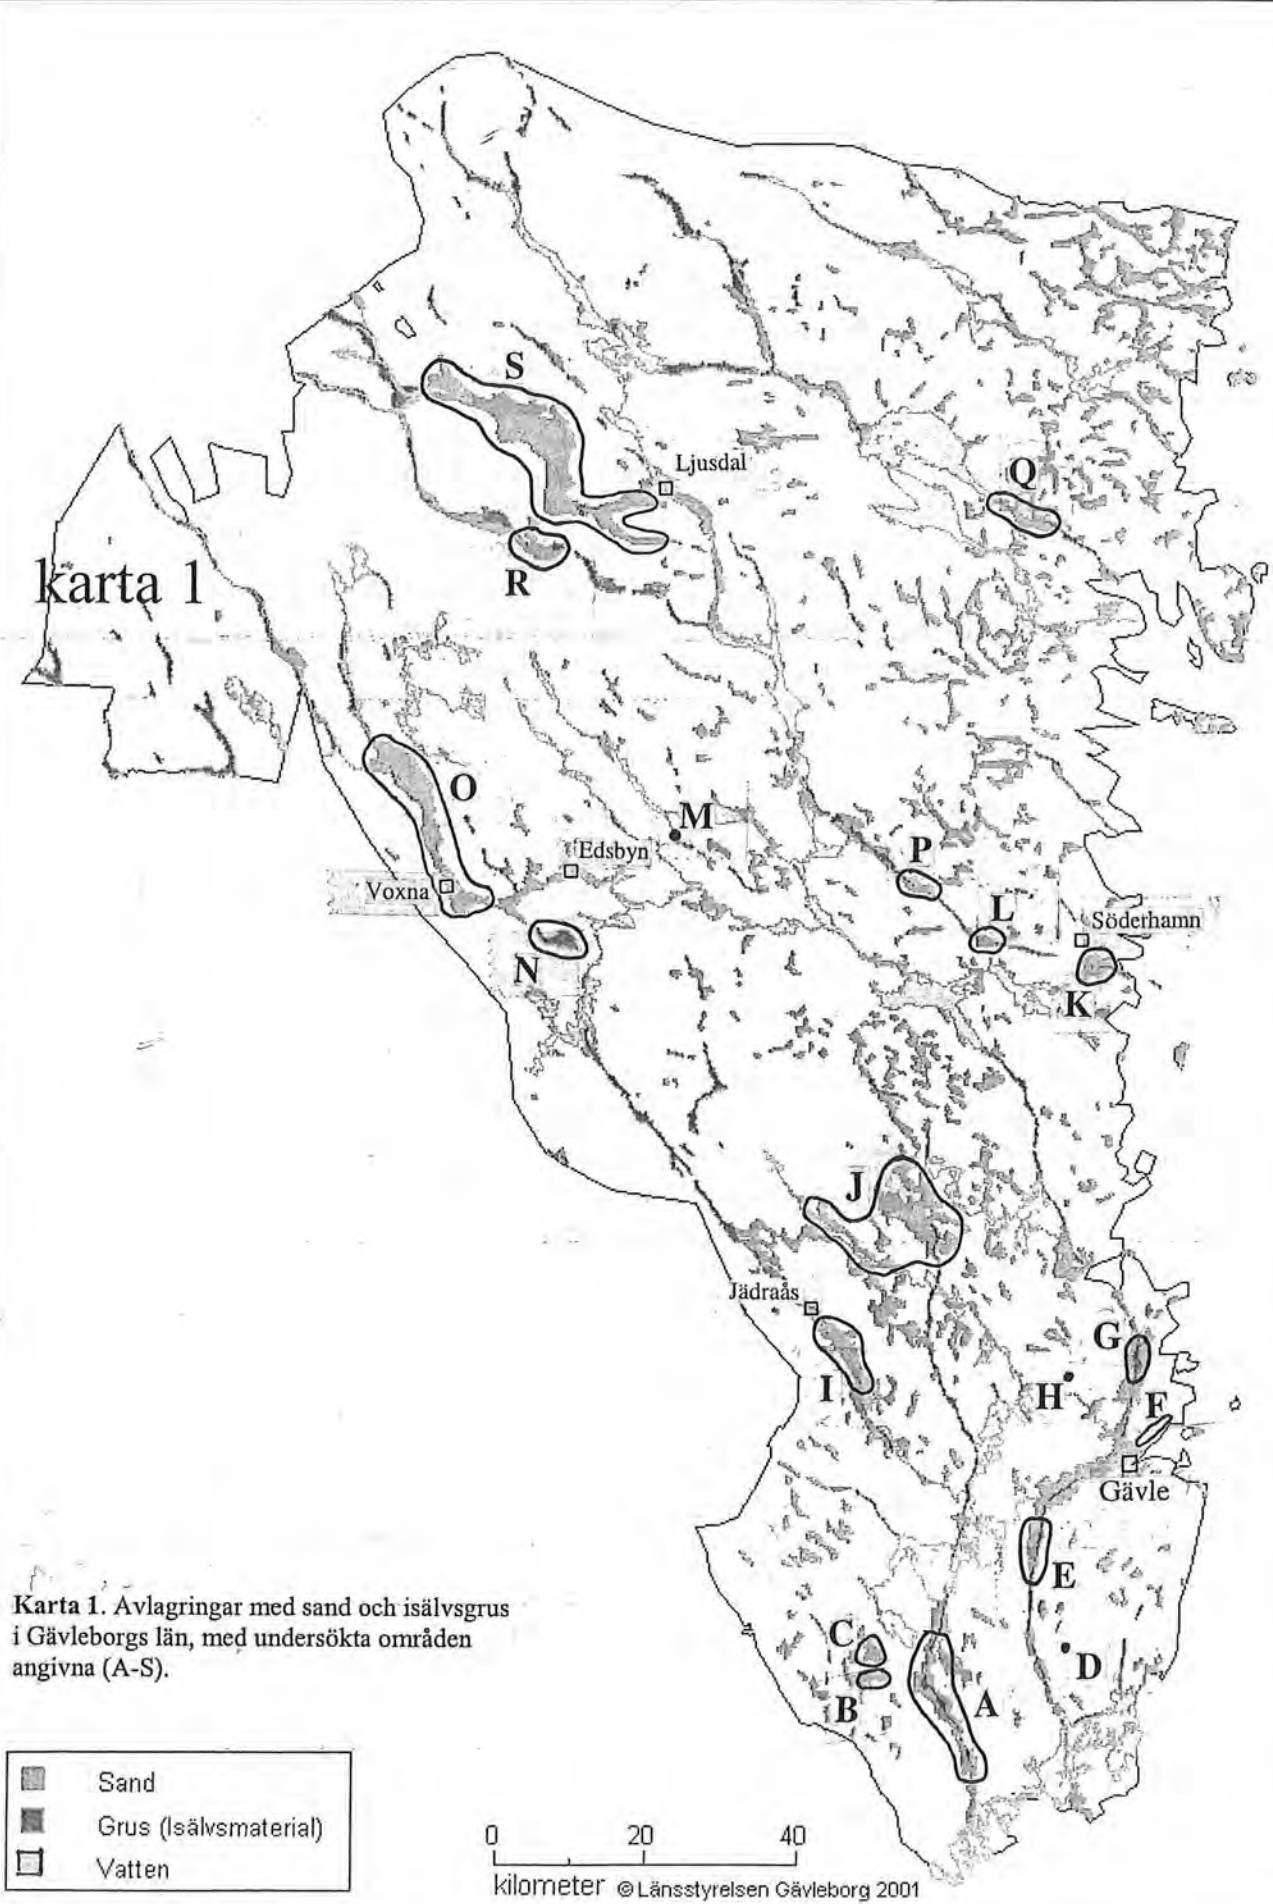 S
Ljusdal
Q
R
karta 1
O
M
Edsbyn
P
Voxna
L
Söderhamn
N
K
J
Jädraås
G
I
H
F
Gävle
E
Karta 1. Avlagringar med sand och isälvsgrus
i Gävleborgs län, med undersökta områden
angivna (A-S).
C
D
B
A
Sand
Grus (Isälvsmaterial)
Vatten
0 20 40
kilometer © Länsstyrelsen Gävleborg 2001